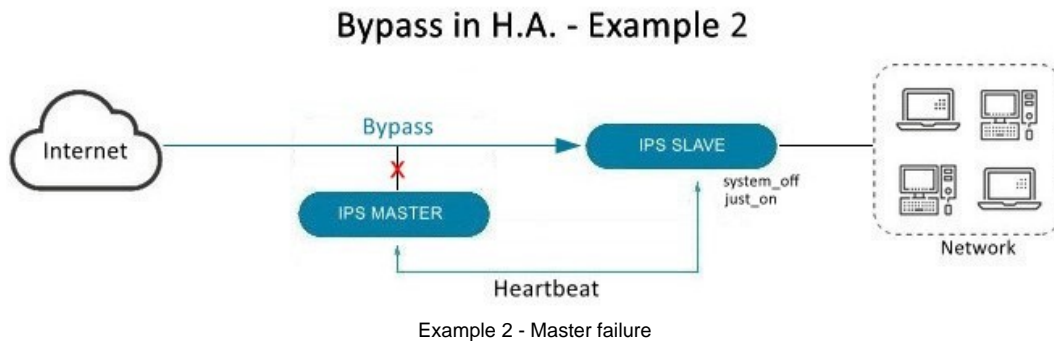 Bypass in H.A. - Example 2
Internet
Bypass
IPS SLAVE
system_off
just_on
IPS MASTER
Network
Heartbeat
Example 2 - Master failure